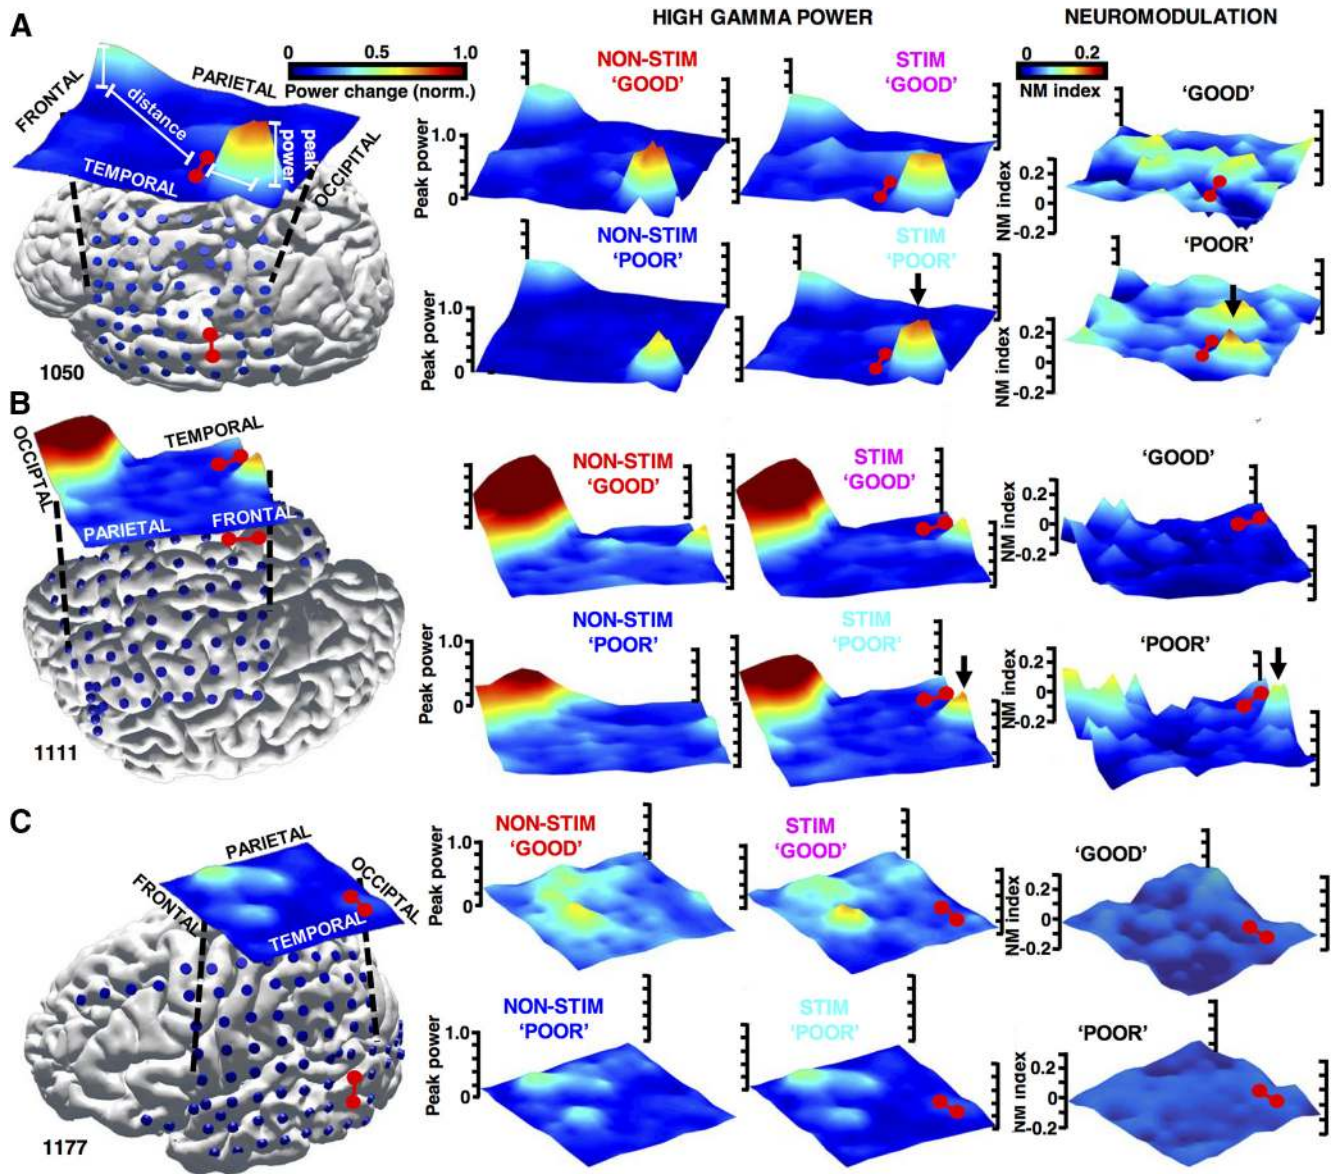 HIGH GAMMA POWER
NEUROMODULATION
A
0 0.5 1.0
Power change (norm.)
FRONTAL
PARIETAL
distance
peak
power
TEMPORAL
OCCIPITAL
1050
NON-STIM
'GOOD'
STIM
'GOOD'
0 0.2
NM index
'GOOD'
Peak power
1.0
0
NM index
0.2
0
-0.2
NON-STIM
'POOR'
STIM
'POOR'
'POOR'
Peak power
1.0
0
NM index
0.2
0
-0.2
B
OCCIPTAL
TEMPORAL
PARIETAL
FRONTAL
1111
NON-STIM
'GOOD'
STIM
'GOOD'
'GOOD'
NM index
0.2
0
-0.2
NON-STIM
'POOR'
STIM
'POOR'
'POOR'
Peak power
1.0
0
NM index
0.2
0
-0.2
C
PARIETAL
FRONTAL
OCCIPTAL
TEMPORAL
1177
NON-STIM
'GOOD'
STIM
'GOOD'
'GOOD'
Peak power
1.0
0
NM index
0.2
0
-0.2
NON-STIM
'POOR'
STIM
'POOR'
'POOR'
Peak power
1.0
0
NM index
0.2
0
-0.2